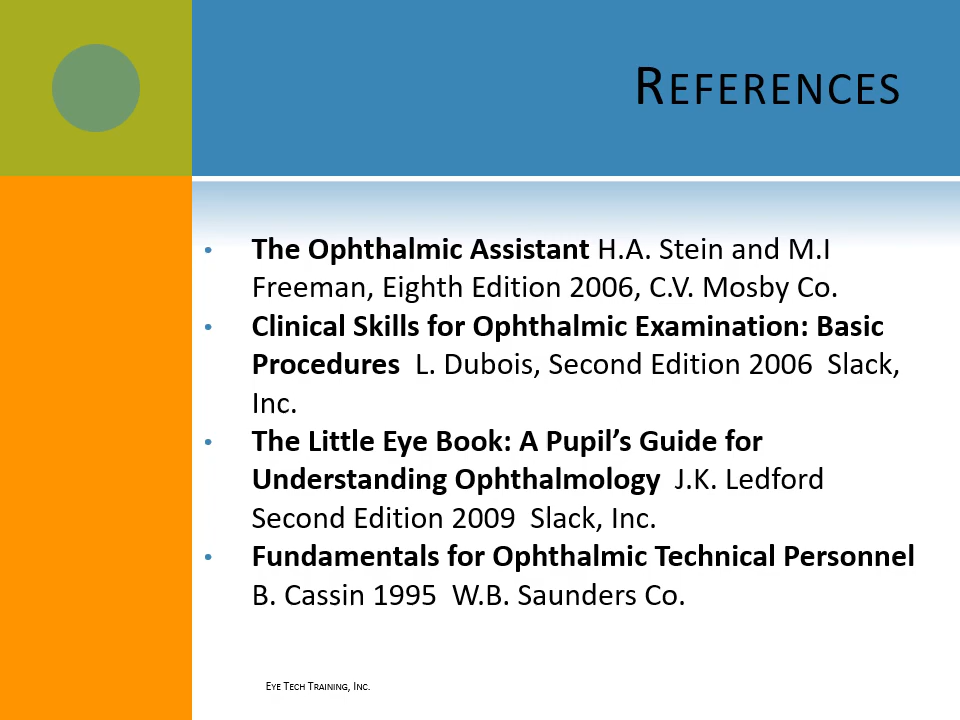 REFERENCES
• The Ophthalmic Assistant H.A. Stein and M.I
Freeman, Eighth Edition 2006, C.V. Mosby Co.
• Clinical Skills for Ophthalmic Examination: Basic
Procedures  L. Dubois, Second Edition 2006  Slack,
Inc.
• The Little Eye Book: A Pupil’s Guide for
Understanding Ophthalmology  J.K. Ledford
Second Edition 2009  Slack, Inc.
• Fundamentals for Ophthalmic Technical Personnel
B. Cassin 1995  W.B. Saunders Co.
EYE TECH TRAINING, INC.